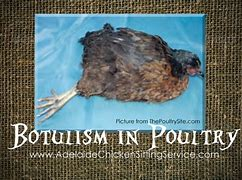 Picture from ThePoultrySite.com
Botulism in Poultry
www.AdelaideChickenSittingService.com